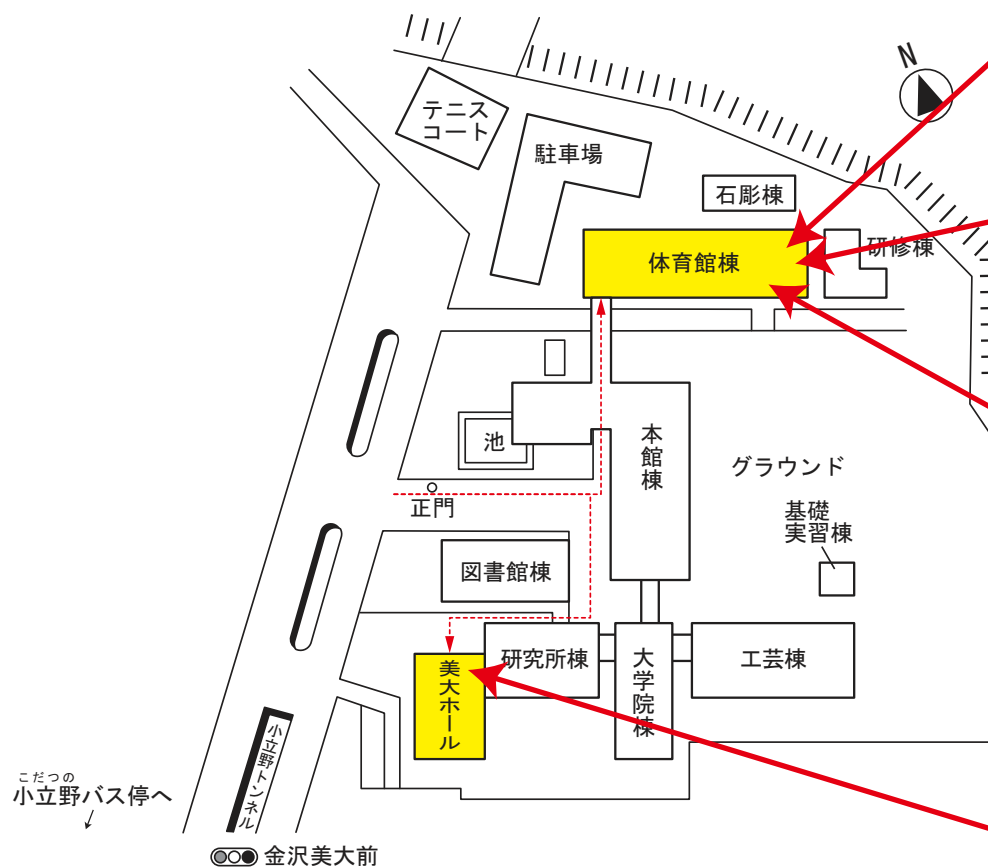 N
テニス
コート
駐車場
石彫棟
体育館棟
研修棟
池
本館棟
グラウンド
正門
基礎
実習棟
図書館棟
研究所棟
大学院棟
工芸棟
美大ホール
小立野トンネル
こだつの
小立野バス停へ
金沢美大前